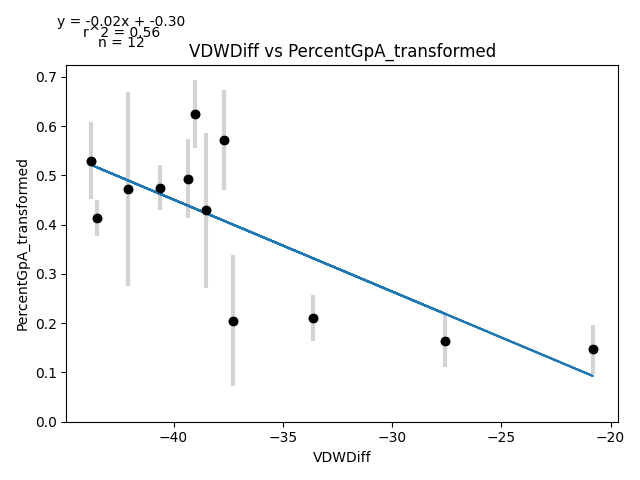 y = -0.02x + -0.30
r^2 = 0.56
n = 12
VDWDiff vs PercentGpA_transformed
PercentGpA_transformed
0.7
0.6
0.5
0.4
0.3
0.2
0.1
0.0
−40
−35
−30
−25
−20
VDWDiff